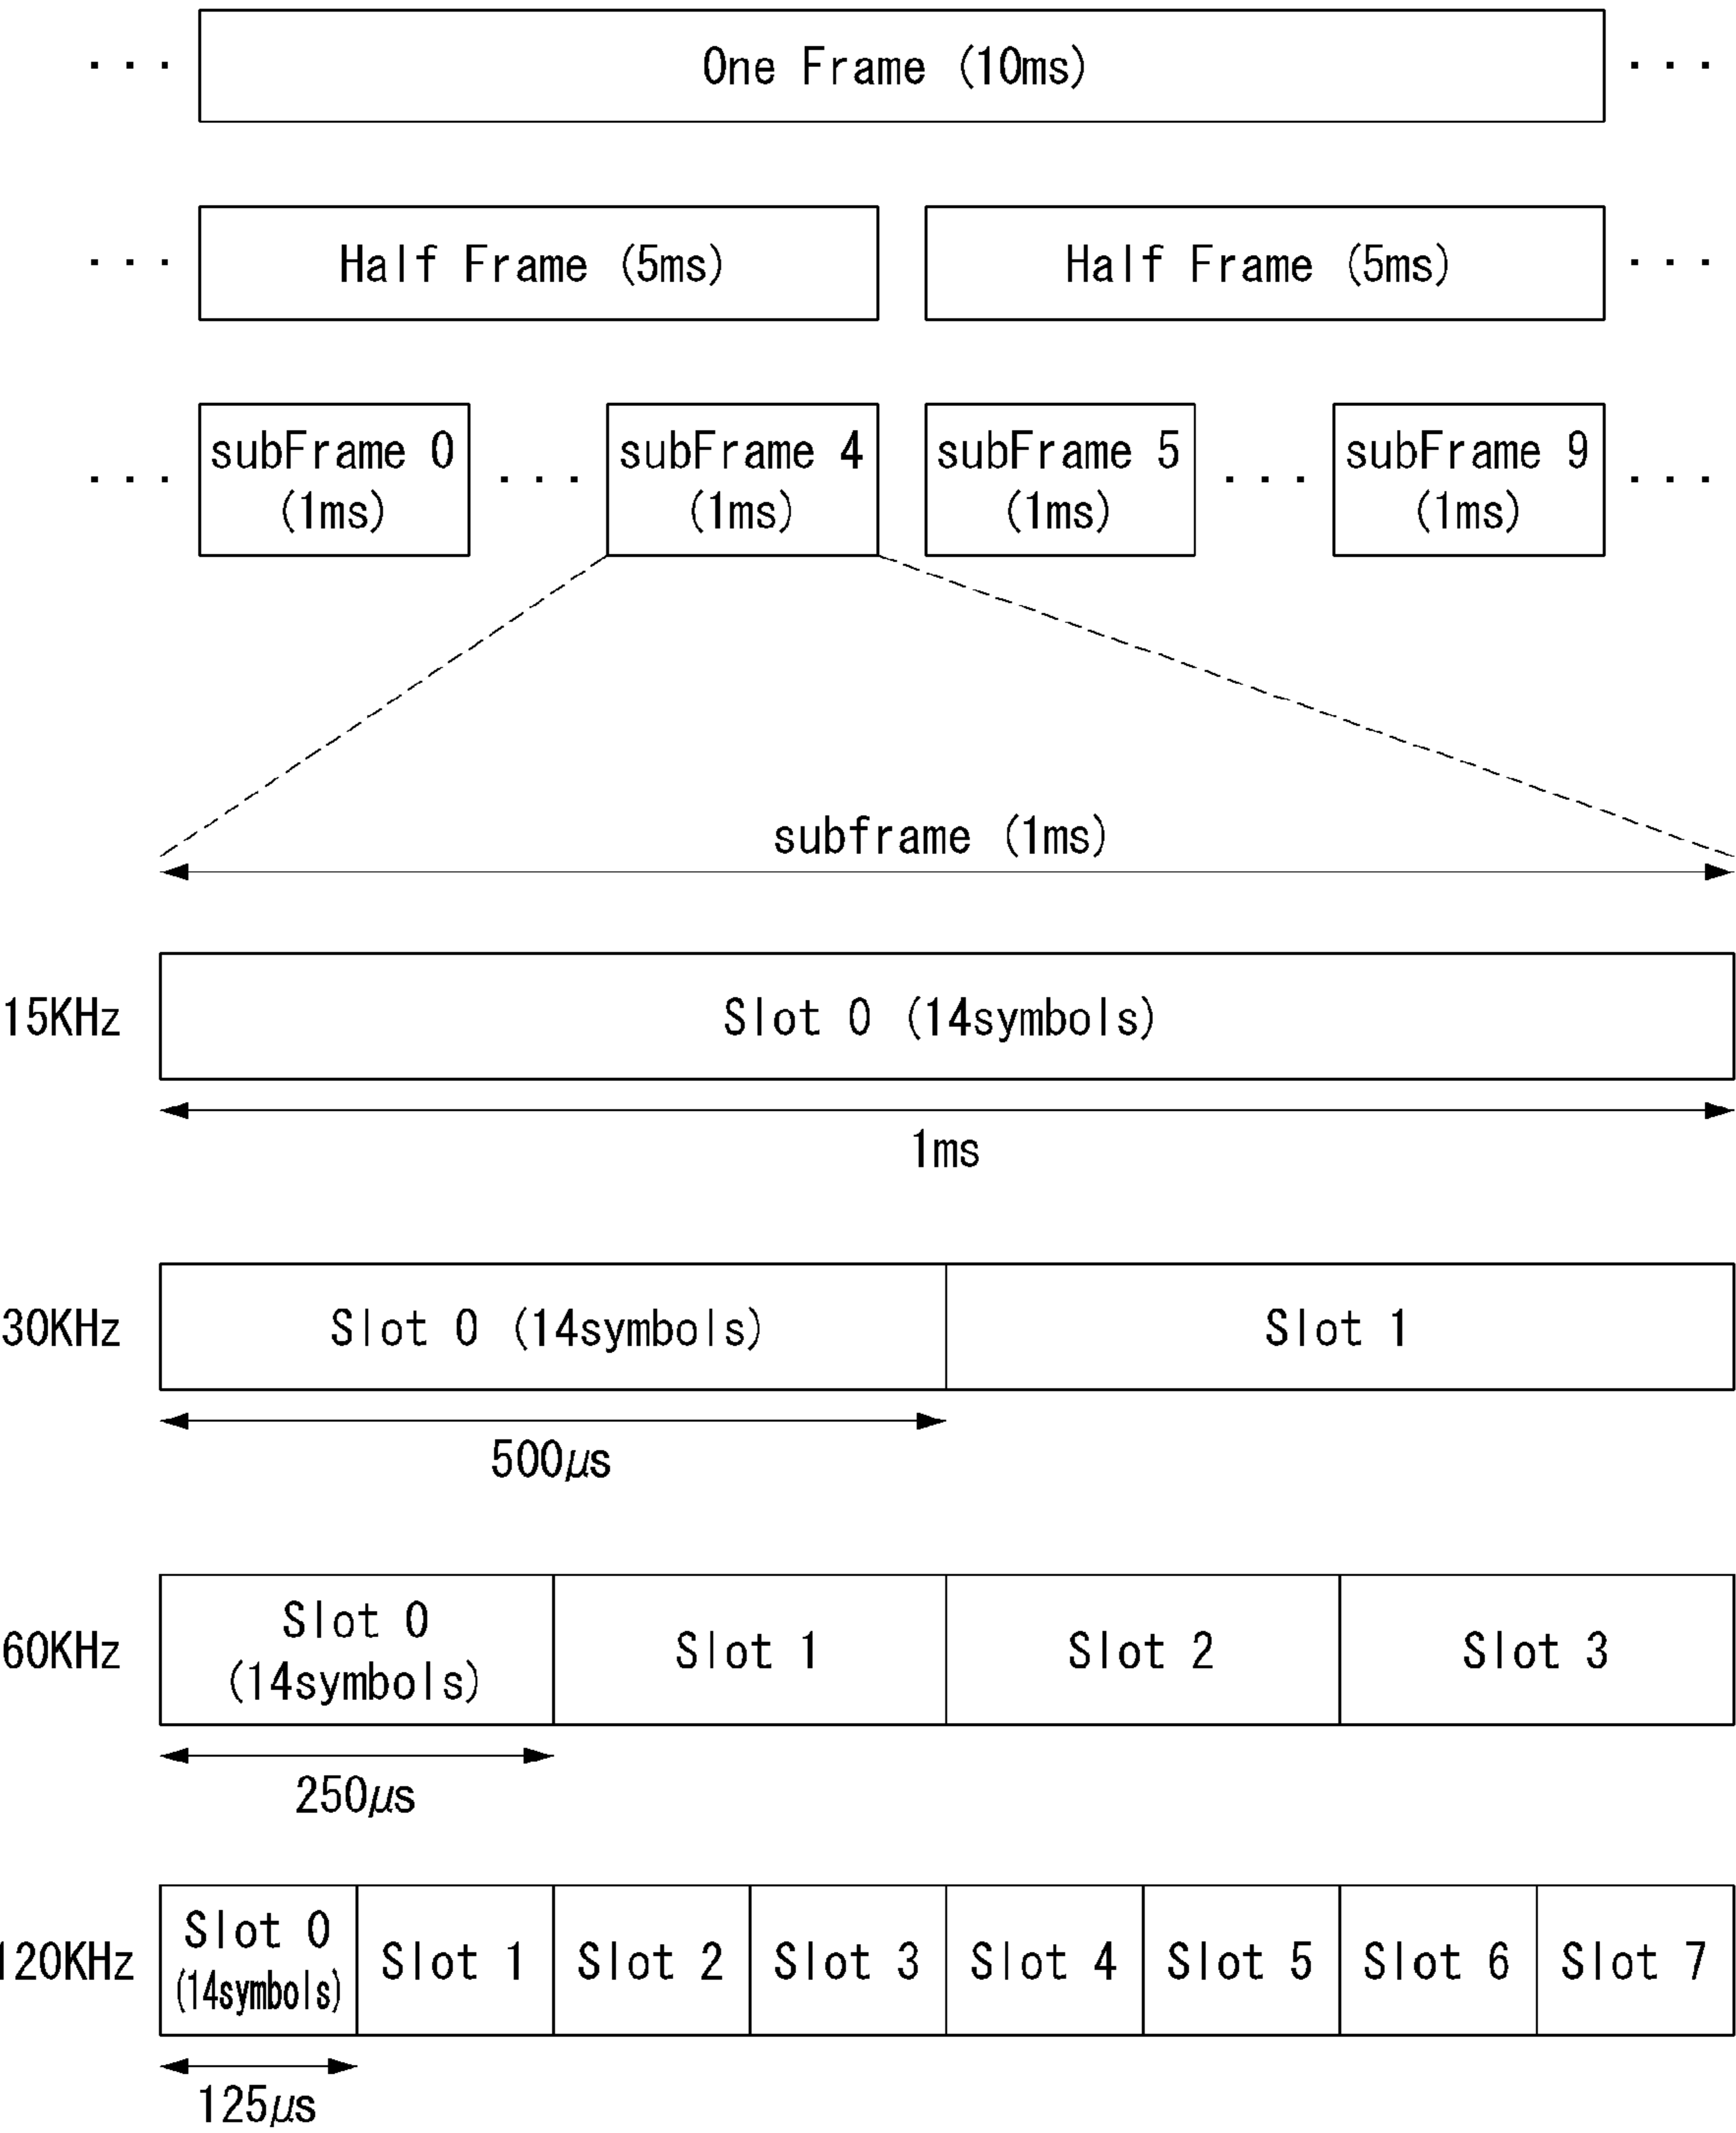 ··· One Frame (10ms) ···
··· Half Frame (5ms) Half Frame (5ms) ···
subFrame 0 subFrame 4 subFrame 5 subFrame 9
··· (1ms) ··· (1ms) (1ms) ··· (1ms) ···
subframe (1ms)
15KHz Slot 0 (14symbols)
1ms
30KHz Slot 0 (14symbols) Slot 1
500μs
60KHz Slot 0 (14symbols) Slot 1 Slot 2 Slot 3
250μs
120KHz Slot 0 (14symbols) Slot 1 Slot 2 Slot 3 Slot 4 Slot 5 Slot 6 Slot 7
125μs